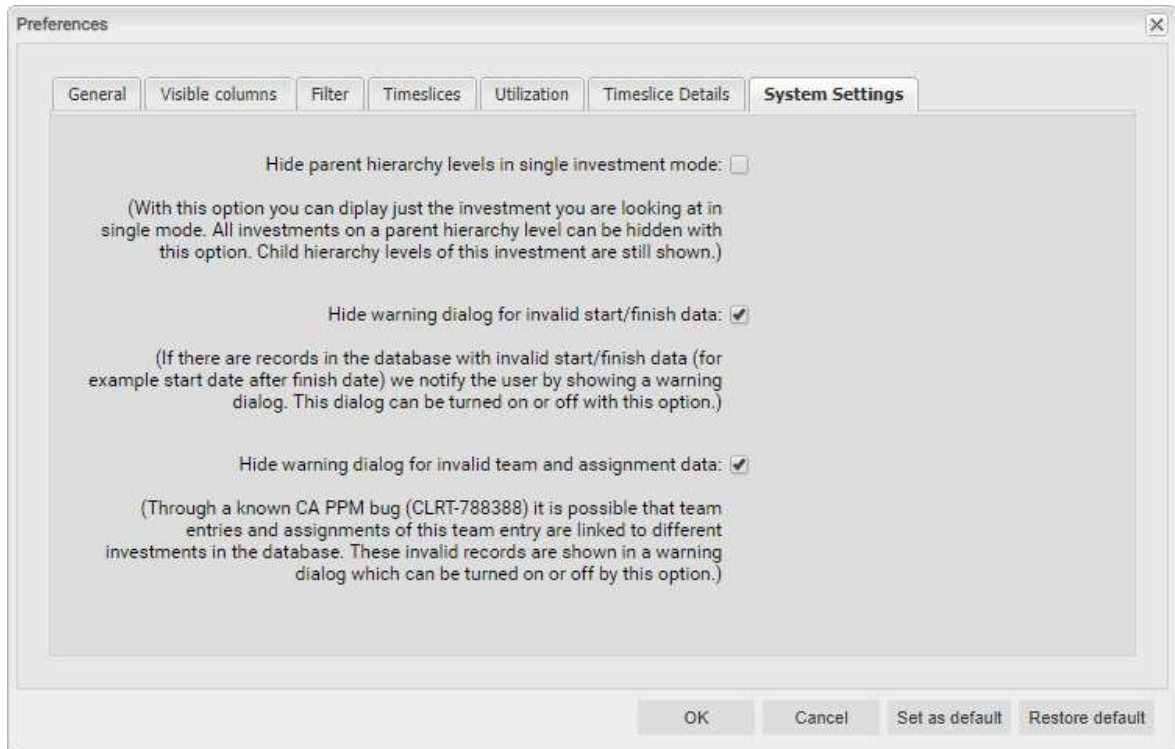 Preferences
General
Visible columns
Filter
Timeslices
Utilization
Timeslice Details
System Settings
Hide parent hierarchy levels in single investment mode:
(With this option you can diplay just the investment you are looking at in
single mode. All investments on a parent hierarchy level can be hidden with
this option. Child hierarchy levels of this investment are still shown.)
Hide warning dialog for invalid start/finish data:
(If there are records in the database with invalid start/finish data (for
example start date after finish date) we notify the user by showing a warning
dialog. This dialog can be turned on or off with this option.)
Hide warning dialog for invalid team and assignment data:
(Through a known CA PPM bug (CLRT-788388) it is possible that team
entries and assignments of this team entry are linked to different
investments in the database. These invalid records are shown in a warning
dialog which can be turned on or off by this option.)
OK
Cancel
Set as default
Restore default